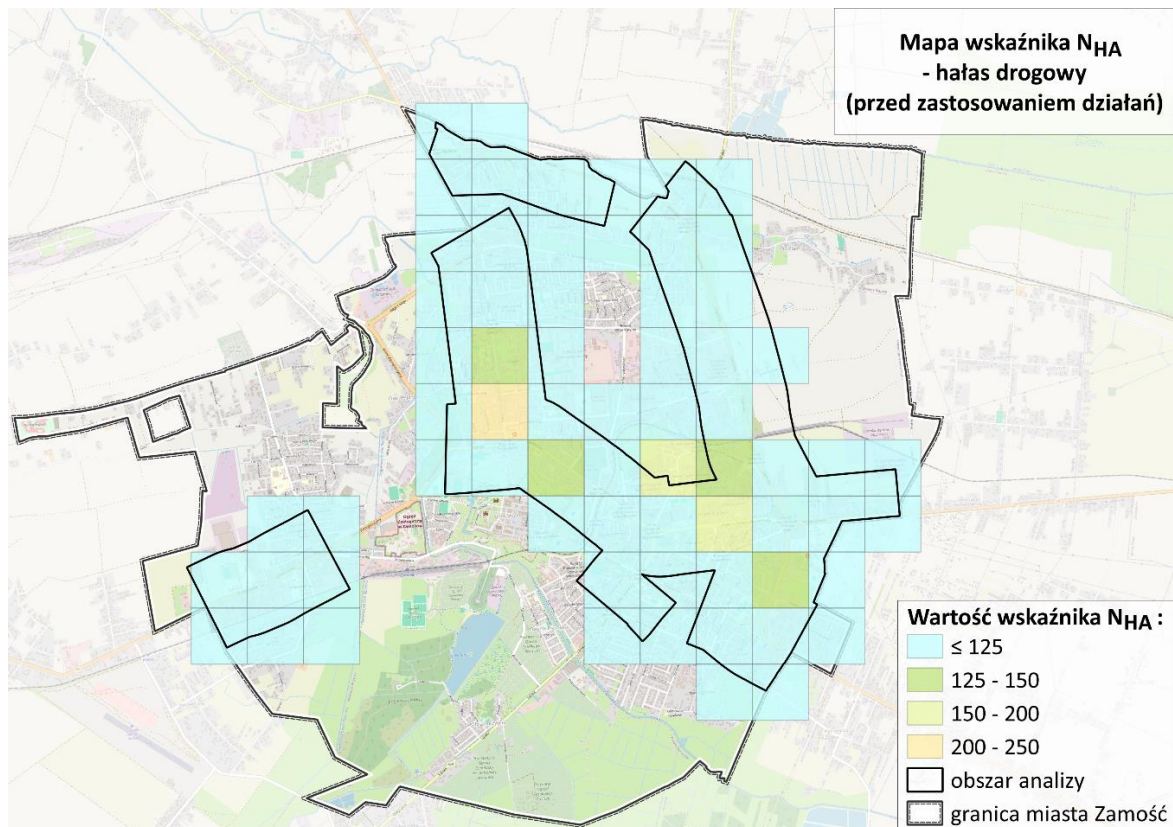 Mapa wskaźnika NHA
- hałas drogowy
(przed zastosowaniem działań)
Wartość wskaźnika NHA :
≤ 125
125 - 150
150 - 200
200 - 250
obszar analizy
granica miasta Zamość